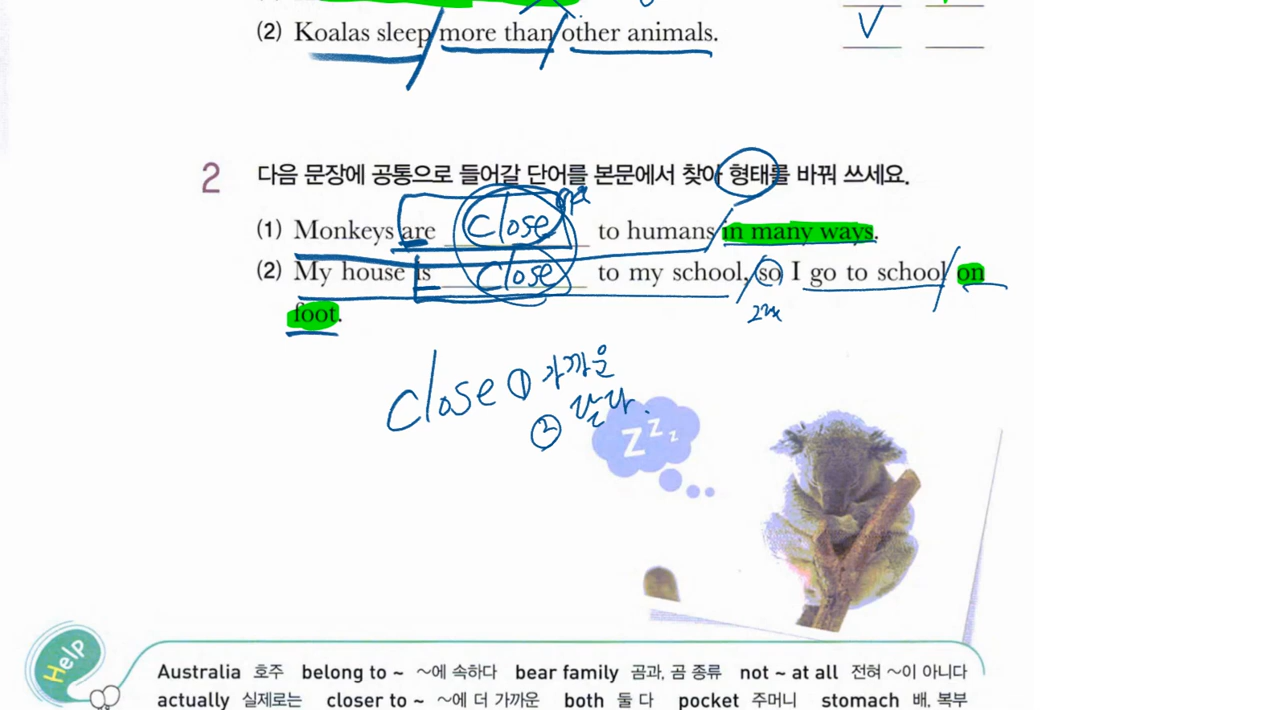 (2) Koalas sleep more than other animals.
V
2 다음 문장에 공통으로 들어갈 단어를 본문에서 찾아 형태를 바꿔 쓰세요.
(1) Monkeys are close to humans in many ways.
(2) My house is close to my school, so I go to school on
foot.
close ① 가까운
② 닫다.
Z z z
Help
Australia 호주 belong to ~ ~에 속하다 bear family 곰과, 곰 종류 not ~ at all 전혀 ~이 아니다
actually 실제로는 closer to ~ ~에 더 가까운 both 둘 다 pocket 주머니 stomach 배, 복부